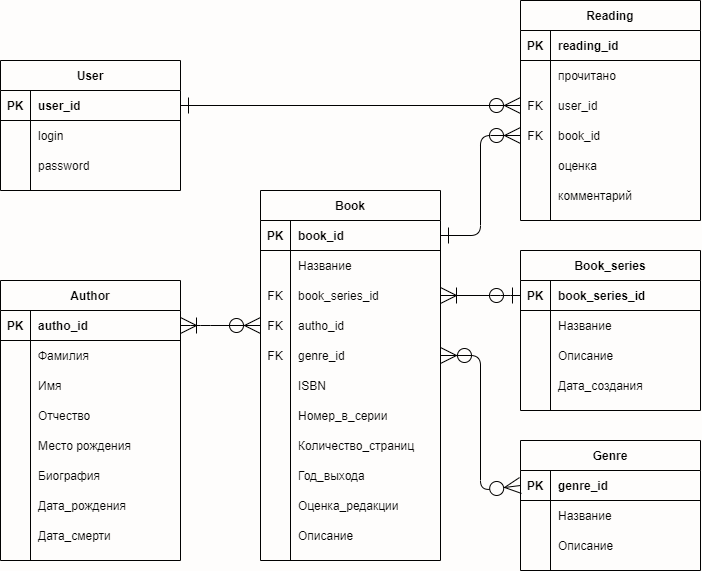 User
PK user_id
login
password
Reading
PK reading_id
прочитано
FK user_id
FK book_id
оценка
комментарий
Book
PK book_id
Название
FK book_series_id
FK autho_id
FK genre_id
ISBN
Номер_в_серии
Количество_страниц
Год_выхода
Оценка_редакции
Описание
Author
PK autho_id
Фамилия
Имя
Отчество
Место рождения
Биография
Дата_рождения
Дата_смерти
Book_series
PK book_series_id
Название
Описание
Дата_создания
Genre
PK genre_id
Название
Описание